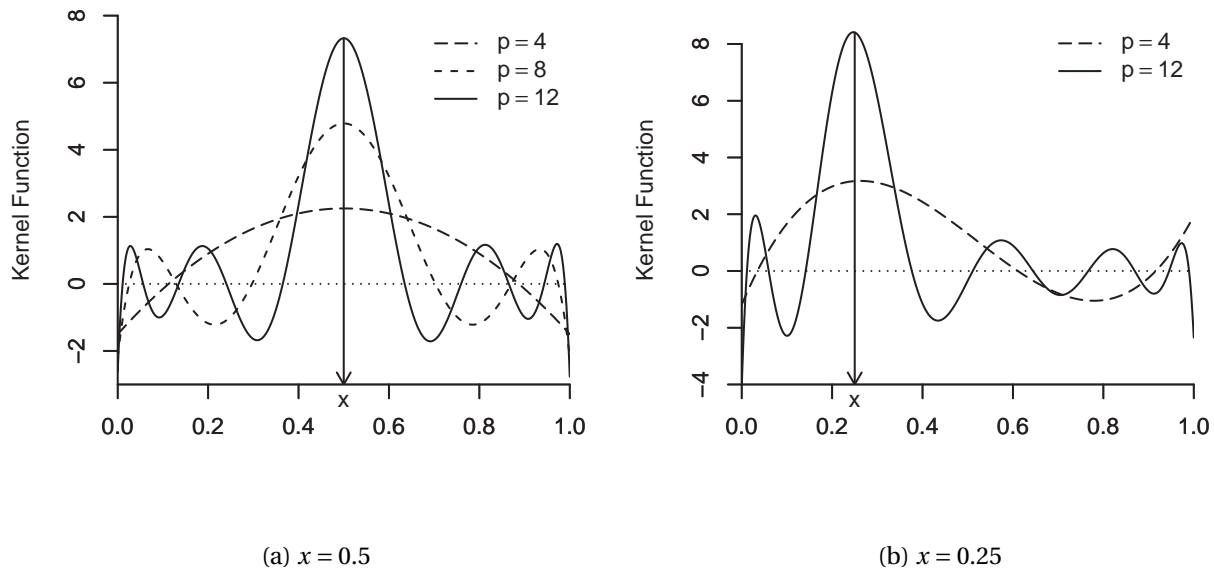 8
6
4
2
0
−2
Kernel Function
p = 4
p = 8
p = 12
x
0.0 0.2 0.4 0.6 0.8 1.0
(a) x = 0.5
8
6
4
2
0
−2
−4
Kernel Function
p = 4
p = 12
x
0.0 0.2 0.4 0.6 0.8 1.0
(b) x = 0.25